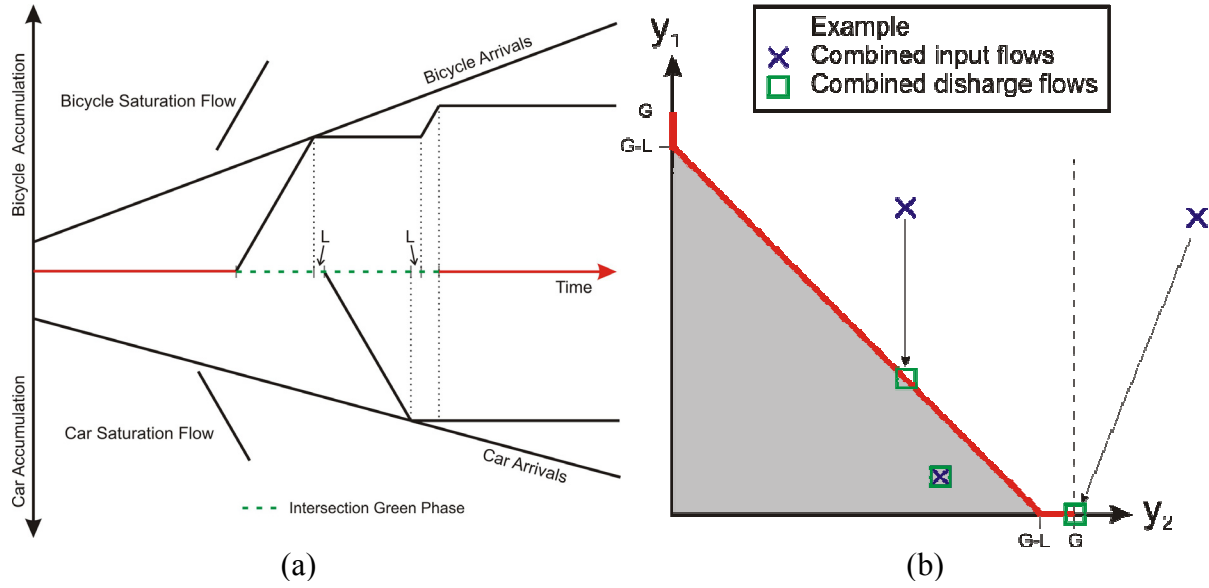 Bicycle Accumulation
Car Accumulation
Bicycle Saturation Flow
Bicycle Arrivals
L
L
Time
Car Saturation Flow
Car Arrivals
Intersection Green Phase
(a)
y1
Example
Combined input flows
Combined disharge flows
G
G-L
G-L
G
y2
(b)